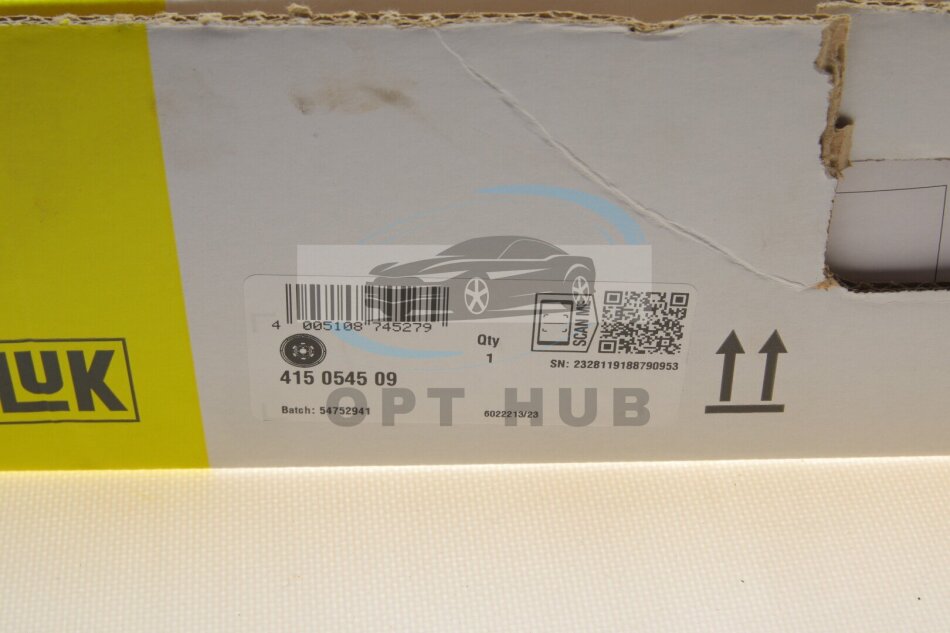 LUK
4 005108 745279
Qty
1
SCAN ME
SN: 2328119188790953
415 0545 09
Batch: 54752941
6022213/23
OPT HUB